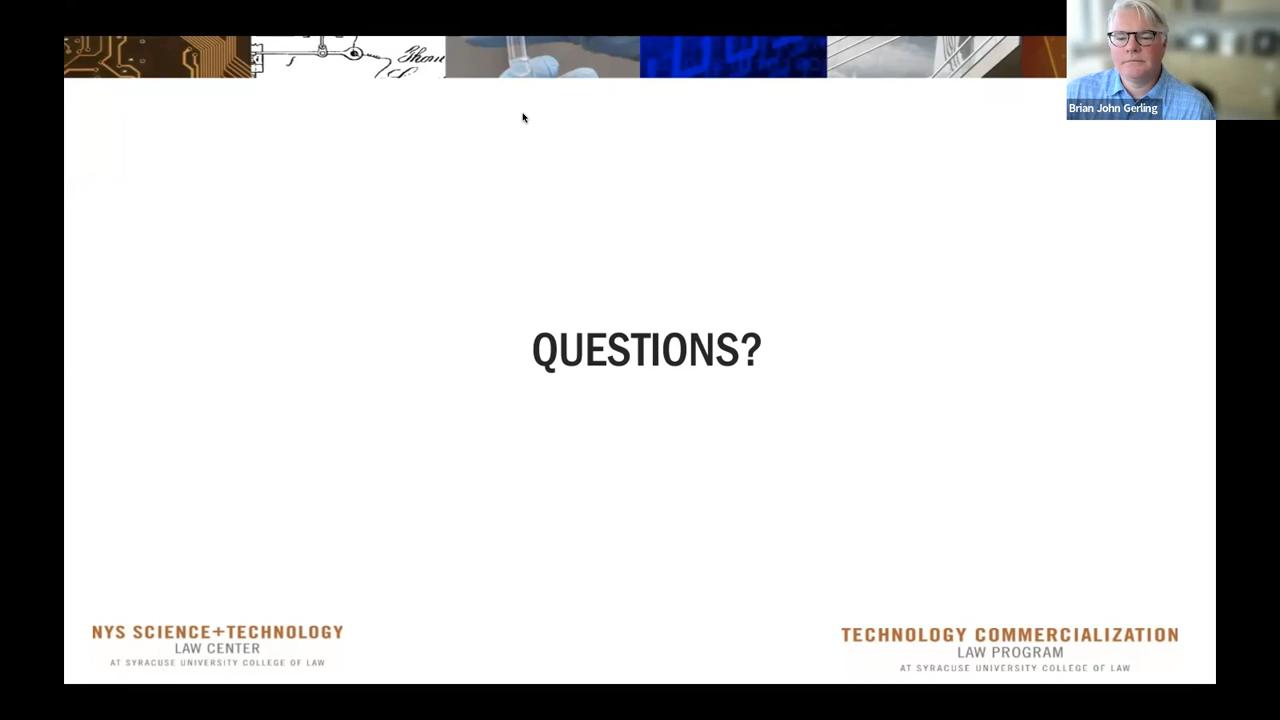 Brian John Gerling
QUESTIONS?
NYS SCIENCE+TECHNOLOGY
LAW CENTER
AT SYRACUSE UNIVERSITY COLLEGE OF LAW
TECHNOLOGY COMMERCIALIZATION
LAW PROGRAM
AT SYRACUSE UNIVERSITY COLLEGE OF LAW